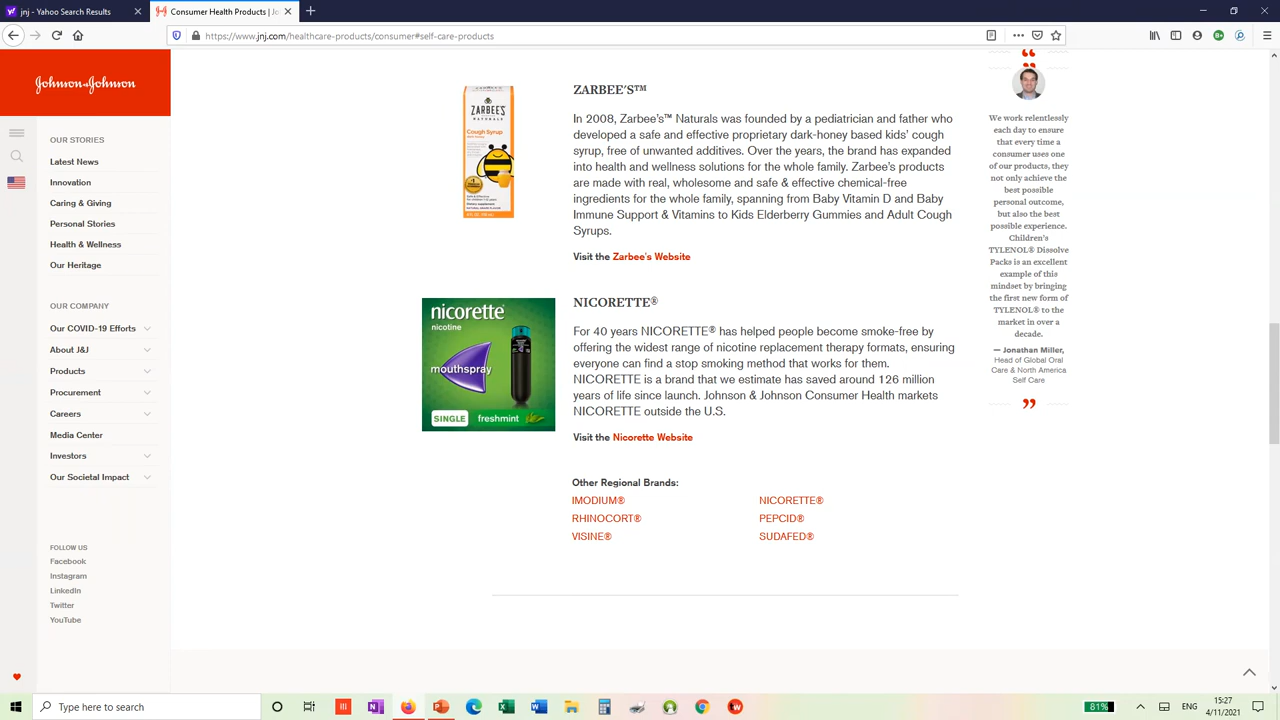 jnj - Yahoo Search Results
Consumer Health Products | Jo
https://www.jnj.com/healthcare-products/consumer#self-care-products
Johnson & Johnson
OUR STORIES
Latest News
Innovation
Caring & Giving
Personal Stories
Health & Wellness
Our Heritage
OUR COMPANY
Our COVID-19 Efforts
About J&J
Products
Procurement
Careers
Media Center
Investors
Our Societal Impact
FOLLOW US
Facebook
Instagram
LinkedIn
Twitter
YouTube
ZARBEE'S
NATURALS
Cough Syrup
ZARBEE'S™
In 2008, Zarbee's™ Naturals was founded by a pediatrician and father who
developed a safe and effective proprietary dark-honey based kids' cough
syrup, free of unwanted additives. Over the years, the brand has expanded
into health and wellness solutions for the whole family. Zarbee's products
are made with real, wholesome and safe & effective chemical-free
ingredients for the whole family, spanning from Baby Vitamin D and Baby
Immune Support & Vitamins to Kids Elderberry Gummies and Adult Cough
Syrups.
Visit the Zarbee's Website
nicorette®
nicotine
mouthspray
SINGLE freshmint
NICORETTE®
For 40 years NICORETTE® has helped people become smoke-free by
offering the widest range of nicotine replacement therapy formats, ensuring
everyone can find a stop smoking method that works for them.
NICORETTE is a brand that we estimate has saved around 126 million
years of life since launch. Johnson & Johnson Consumer Health markets
NICORETTE outside the U.S.
Visit the Nicorette Website
Other Regional Brands:
IMODIUM® NICORETTE®
RHINOCORT® PEPCID®
VISINE® SUDAFED®
We work relentlessly
each day to ensure
that every time a
consumer uses one
of our products, they
not only achieve the
best possible
personal outcome,
but also the best
possible experience.
Children's
TYLENOL® Dissolve
Packs is an excellent
example of this
mindset by bringing
the first new form of
TYLENOL® to the
market in over a
decade.
— Jonathan Miller,
Head of Global Oral
Care & North America
Self Care
Type here to search
81%
ENG
15:27
4/11/2021